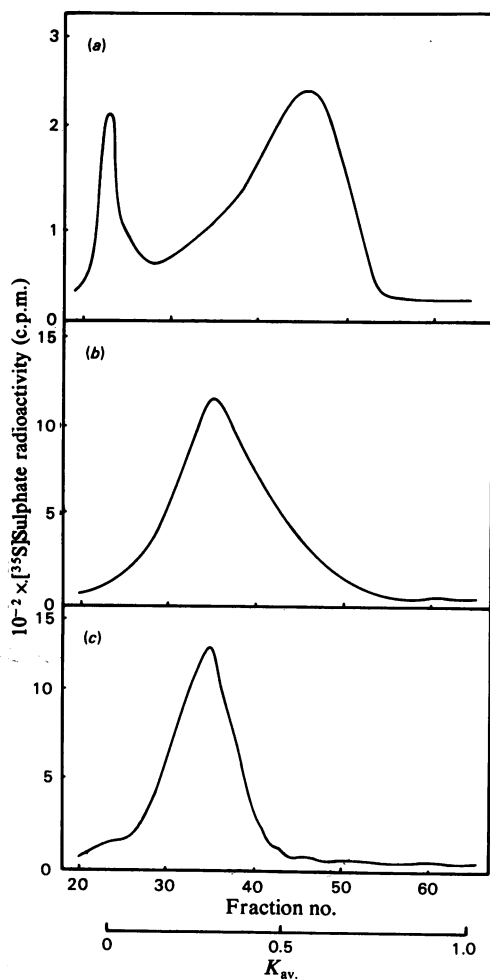 10⁻² ×,[³⁵S]Sulphate radioactivity (c.p.m.)
3
(a)
2
1
0
15
(b)
10
5
0
15
(c)
10
5
0
20 30 40 50 60
Fraction no.
0 0.5 1.0
Kav.